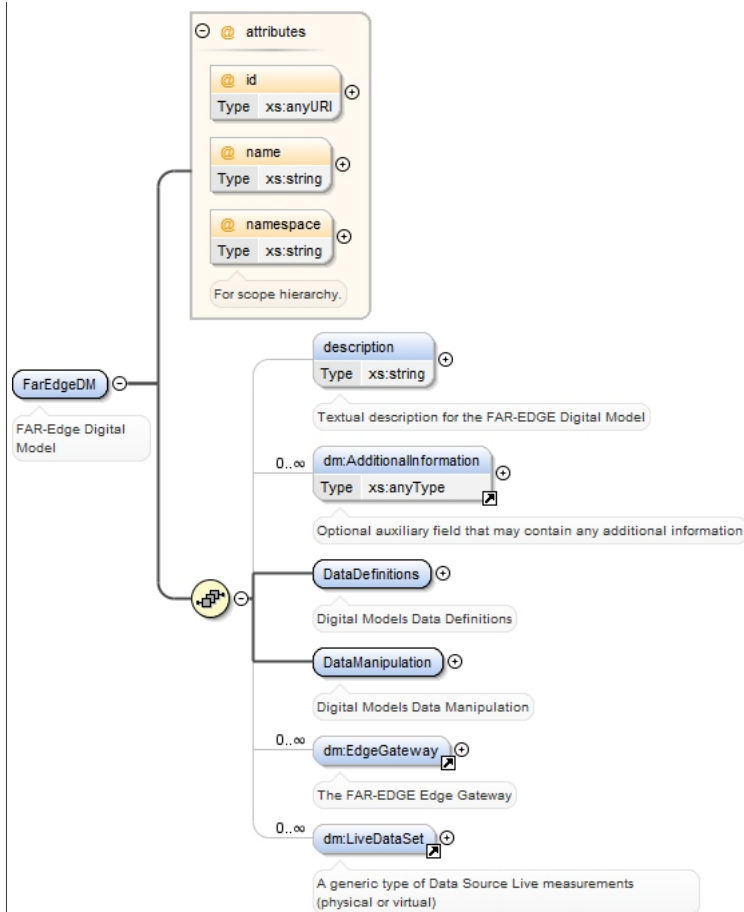 @ attributes
@ id
Type xs:anyURI
@ name
Type xs:string
@ namespace
Type xs:string
For scope hierarchy.
FarEdgeDM
FAR-Edge Digital
Model
description
Type xs:string
Textual description for the FAR-EDGE Digital Model
0..∞
dm:AdditionalInformation
Type xs:anyType
Optional auxiliary field that may contain any additional information
DataDefinitions
Digital Models Data Definitions
DataManipulation
Digital Models Data Manipulation
0..∞
dm:EdgeGateway
The FAR-EDGE Edge Gateway
0..∞
dm:LiveDataSet
A generic type of Data Source Live measurements
(physical or virtual)